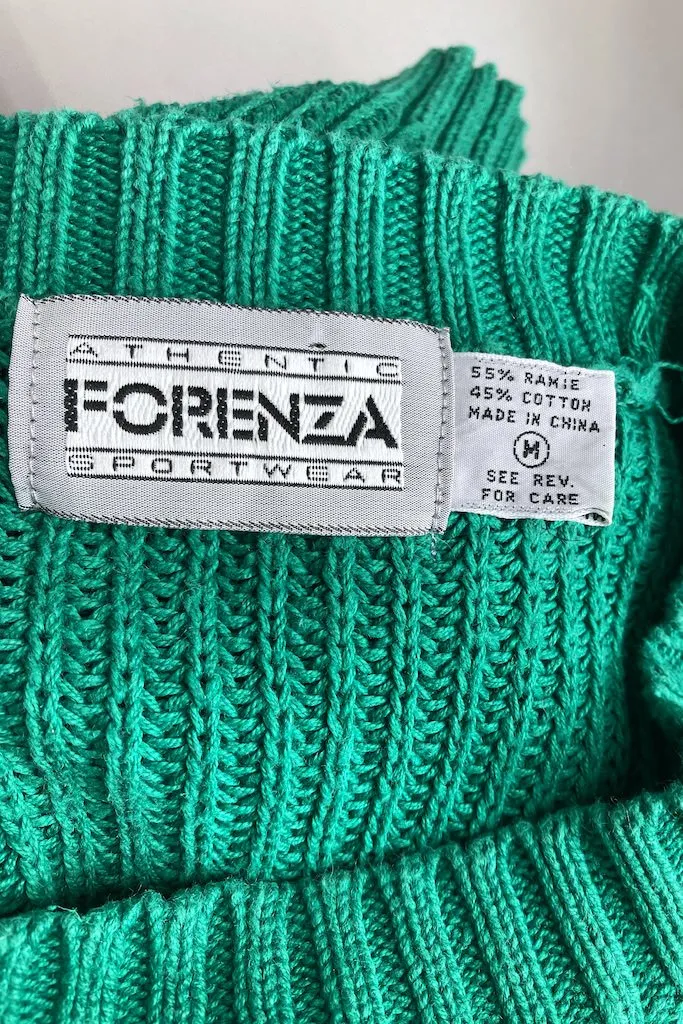 ATHENTIC
FORENZA
SPORTWEAR
55% RAMIE
45% COTTON
MADE IN CHINA
M
SEE REV.
FOR CARE